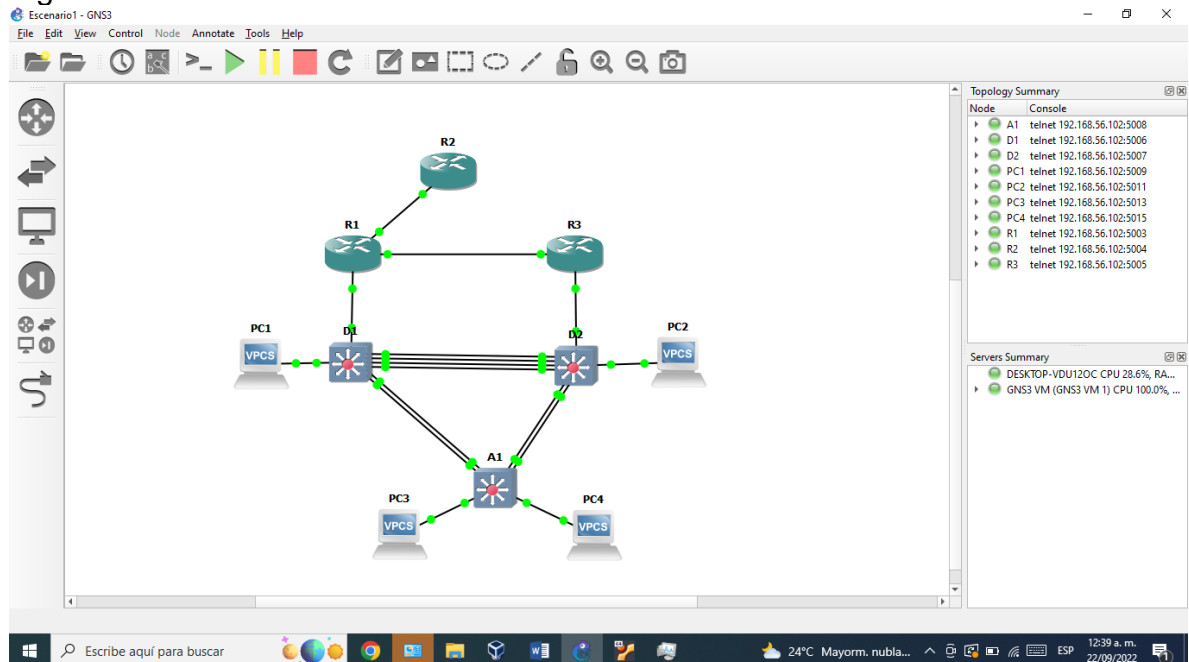 Escenario1 - GNS3
File Edit View Control Node Annotate Tools Help
Topology Summary
Node Console
A1 telnet 192.168.56.102:5008
D1 telnet 192.168.56.102:5006
D2 telnet 192.168.56.102:5007
PC1 telnet 192.168.56.102:5009
PC2 telnet 192.168.56.102:5011
PC3 telnet 192.168.56.102:5013
PC4 telnet 192.168.56.102:5015
R1 telnet 192.168.56.102:5003
R2 telnet 192.168.56.102:5004
R3 telnet 192.168.56.102:5005
R2
R1 R3
PC1 D1 D2 PC2
VPCS VPCS
A1
PC3 PC4
VPCS VPCS
Servers Summary
DESKTOP-VDU12OC CPU 28.6%, RA...
GNS3 VM (GNS3 VM 1) CPU 100.0%, ...
Escribe aquí para buscar
24°C Mayorm. nubla... ESP
12:39 a. m.
22/09/2022